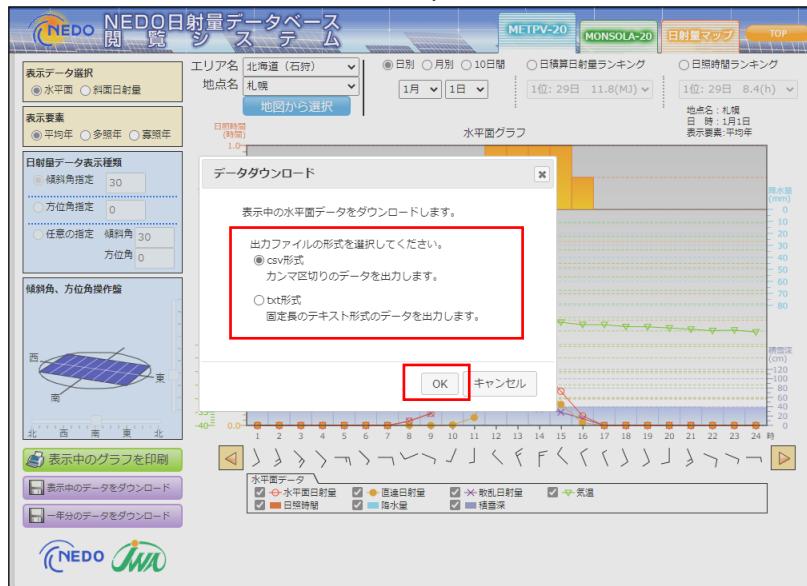 NEDO NEDO日射量データベース
閲 覧 シ ス テ ム
METPV-20 MONSOLA-20 日射量マップ TOP
表示データ選択
水平面 斜面日射量
エリア名 北海道（石狩）
地点名 札幌
地図から選択
日別 月別 10日間
1月 1日
日積算日射量ランキング
1位: 29日 11.8(MJ)
日照時間ランキング
1位: 29日 8.4(h)
地点名：札幌
日　時：1月1日
表示要素:平均年
表示要素
平均年 多照年 寡照年
日射量データ表示種類
傾斜角指定 30
方位角指定 0
任意の指定 傾斜角 30
方位角 0
傾斜角、方位角操作盤
西
東
南
北 西 南 東 北
日照時間
(時間)
1.0
水平面グラフ
データダウンロード
表示中の水平面データをダウンロードします。
出力ファイルの形式を選択してください。
csv形式
カンマ区切りのデータを出力します。
txt形式
固定長のテキスト形式のデータを出力します。
OK キャンセル
降水量
(mm)
0
10
20
30
40
50
60
70
80
積雪深
(cm)
120
100
80
60
40
20
0
-40 0.0
1 2 3 4 5 6 7 8 9 10 11 12 13 14 15 16 17 18 19 20 21 22 23 24 時
水平面データ
水平面日射量 直達日射量 散乱日射量 気温
日照時間 降水量 積雪深
表示中のグラフを印刷
表示中のデータをダウンロード
一年分のデータをダウンロード
NEDO JWA